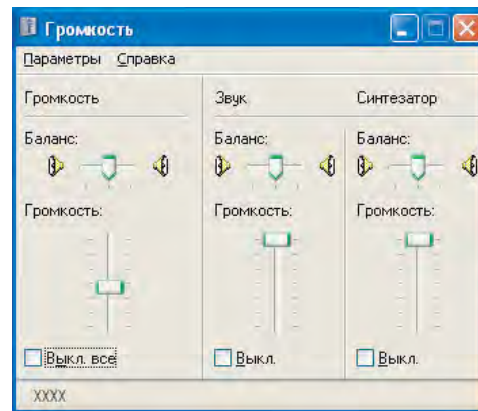 Громкость
Параметры Справка
Громкость Звук Синтезатор
Баланс: Баланс: Баланс:
Громкость: Громкость: Громкость:
Выкл. все Выкл. Выкл.
XXXX